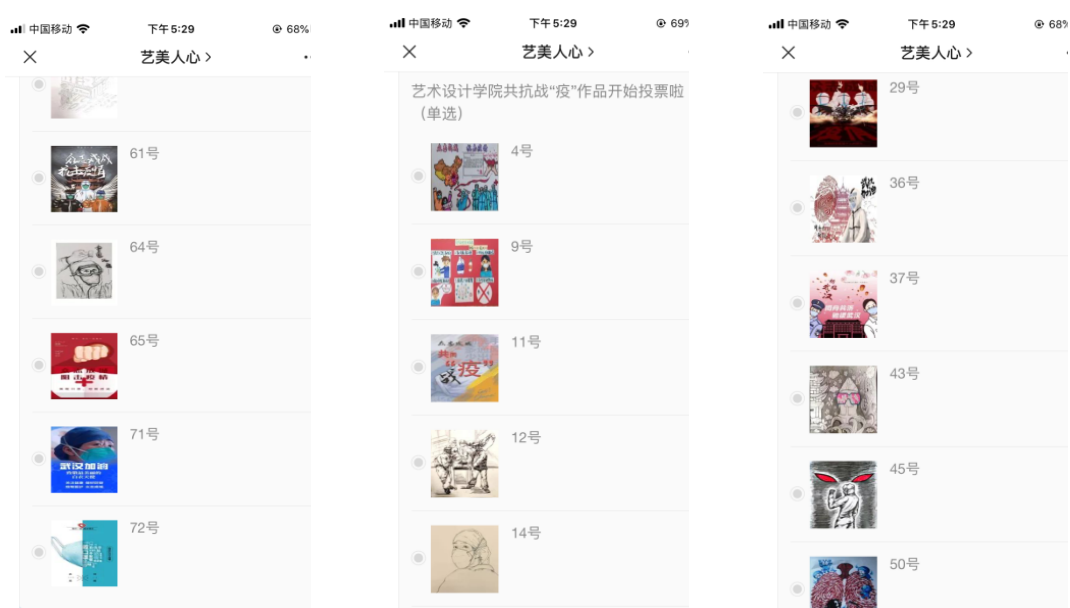 中国移动
下午5:29
68%
艺美人心
61号
64号
65号
71号
武汉加油
72号
中国移动
下午5:29
69%
艺美人心
艺术设计学院共抗战“疫”作品开始投票啦
（单选）
4号
9号
11号
“疫”
战
12号
14号
中国移动
下午5:29
68%
艺美人心
29号
36号
37号
43号
45号
50号